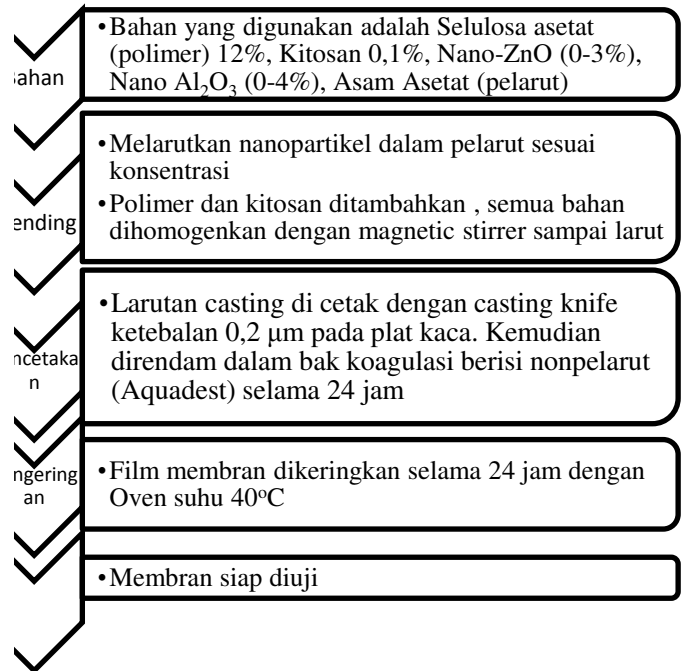 ahan
•Bahan yang digunakan adalah Selulosa asetat
(polimer) 12%, Kitosan 0,1%, Nano-ZnO (0-3%),
Nano Al₂O₃ (0-4%), Asam Asetat (pelarut)
ending
•Melarutkan nanopartikel dalam pelarut sesuai
konsentrasi
•Polimer dan kitosan ditambahkan , semua bahan
dihomogenkan dengan magnetic stirrer sampai larut
ncetaka
n
•Larutan casting di cetak dengan casting knife
ketebalan 0,2 μm pada plat kaca. Kemudian
direndam dalam bak koagulasi berisi nonpelarut
(Aquadest) selama 24 jam
ngering
an
•Film membran dikeringkan selama 24 jam dengan
Oven suhu 40°C
•Membran siap diuji